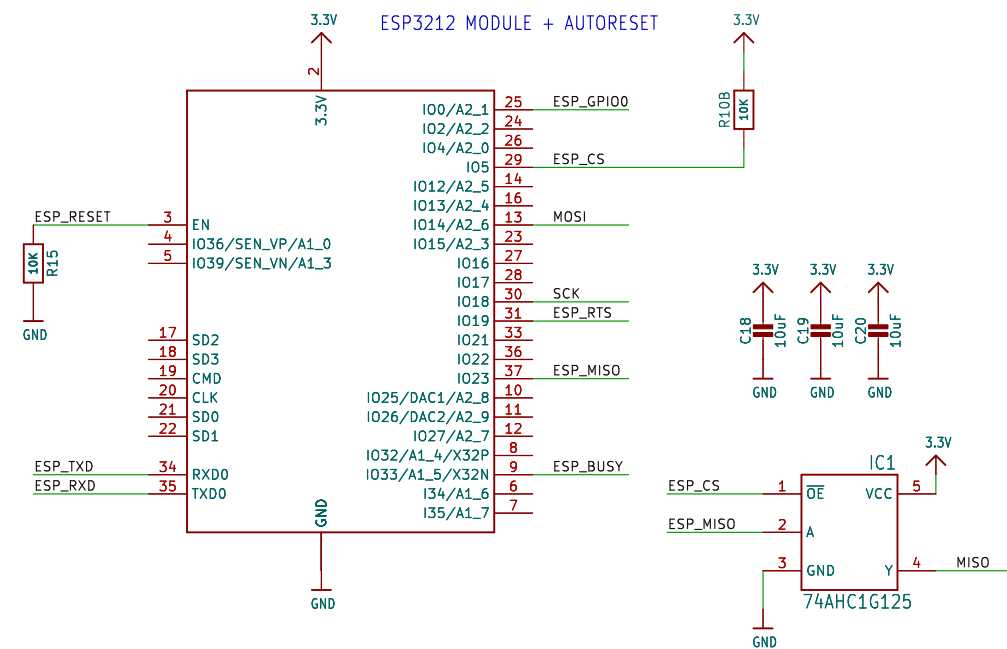 ESP3212 MODULE + AUTORESET
3.3V
2
3.3V
ESP_RESET
3 EN
4 IO36/SEN_VP/A1_0
5 IO39/SEN_VN/A1_3
10K
R15
GND
17 SD2
18 SD3
19 CMD
20 CLK
21 SD0
22 SD1
ESP_TXD 34 RXD0
ESP_RXD 35 TXD0
GND
GND
IO0/A2_1 25 ESP_GPIO0
IO2/A2_2 24
IO4/A2_0 26
IO5 29 ESP_CS
IO12/A2_5 14
IO13/A2_4 16
IO14/A2_6 13 MOSI
IO15/A2_3 23
IO16 27
IO17 28
IO18 30 SCK
IO19 31 ESP_RTS
IO21 33
IO22 36
IO23 37 ESP_MISO
IO25/DAC1/A2_8 10
IO26/DAC2/A2_9 11
IO27/A2_7 12
IO32/A1_4/X32P 8
IO33/A1_5/X32N 9 ESP_BUSY
I34/A1_6 6
I35/A1_7 7
3.3V
R10B
10K
3.3V 3.3V 3.3V
C18 10uF C19 10uF C20 10uF
GND GND GND
IC1
3.3V
ESP_CS 1 OE
VCC 5
ESP_MISO 2 A
3 GND
Y 4 MISO
74AHC1G125
GND